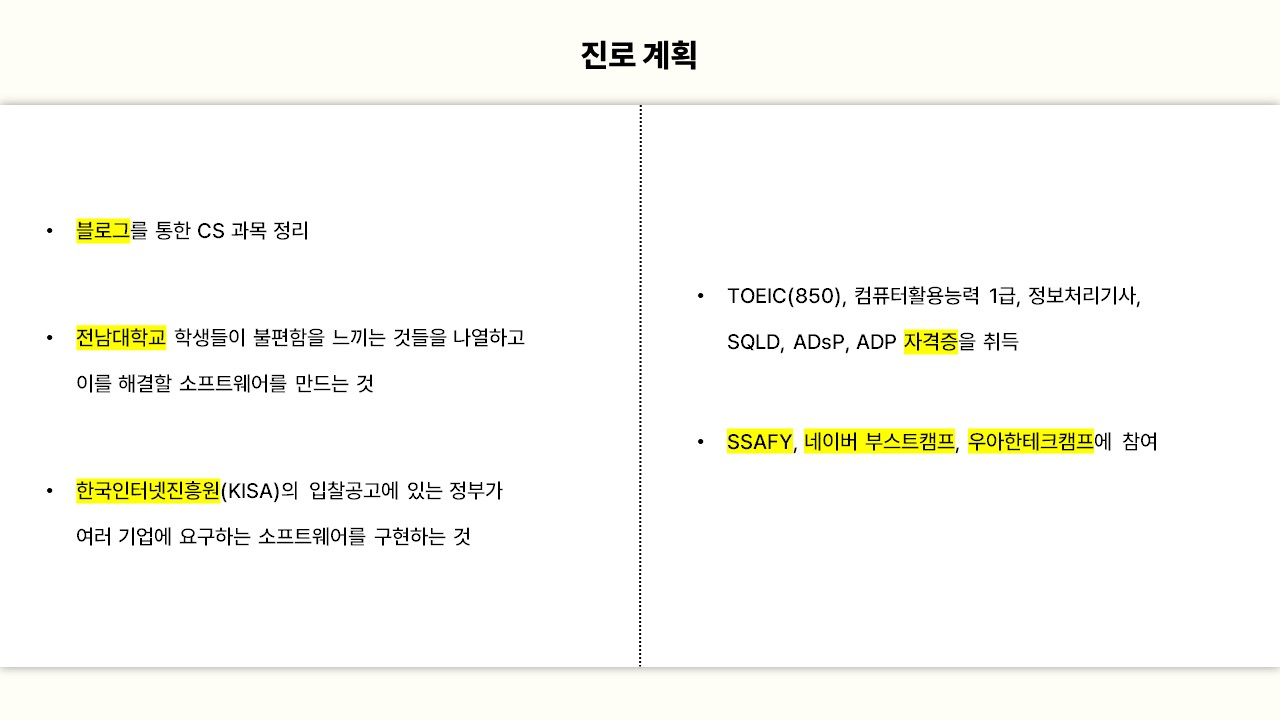 진로 계획
• 블로그를 통한 CS 과목 정리
• 전남대학교 학생들이 불편함을 느끼는 것들을 나열하고
이를 해결할 소프트웨어를 만드는 것
• 한국인터넷진흥원(KISA)의 입찰공고에 있는 정부가
여러 기업에 요구하는 소프트웨어를 구현하는 것
• TOEIC(850), 컴퓨터활용능력 1급, 정보처리기사,
SQLD, ADsP, ADP 자격증을 취득
• SSAFY, 네이버 부스트캠프, 우아한테크캠프에 참여